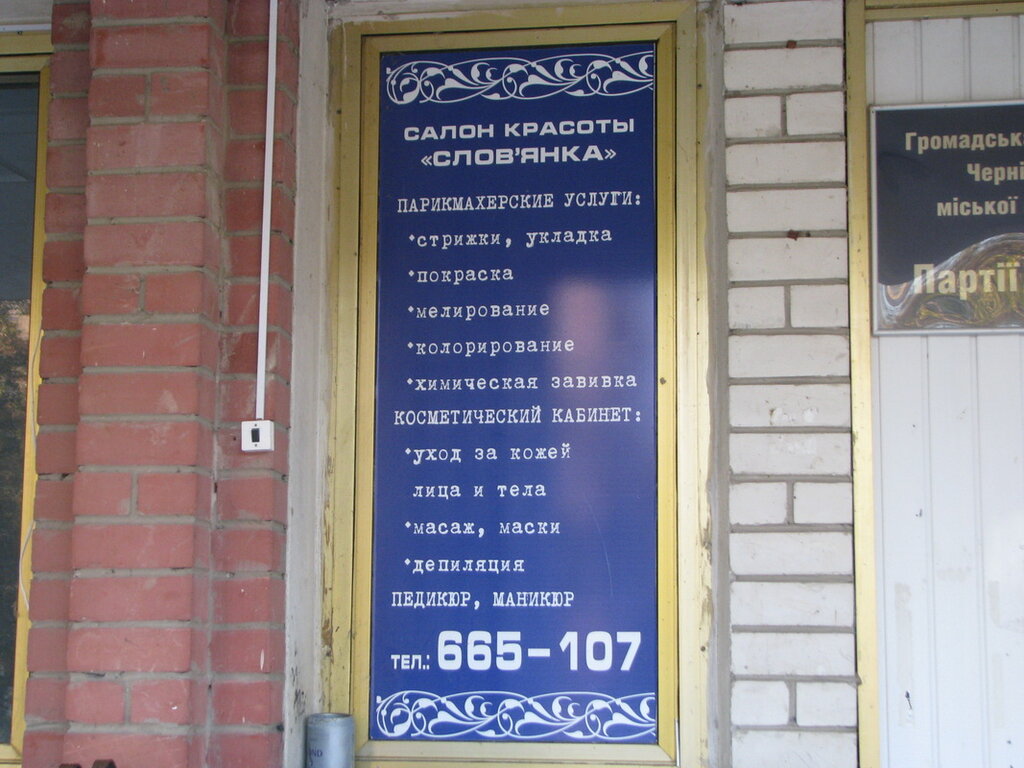 САЛОН КРАСОТЫ
«СЛОВ'ЯНКА»
ПАРИКМАХЕРСКИЕ УСЛУГИ:
•стрижки, укладка
•покраска
•мелирование
•колорирование
•химическая завивка
КОСМЕТИЧЕСКИЙ КАБИНЕТ:
•уход за кожей
лица и тела
•масаж, маски
•депиляция
ПЕДИКЮР, МАНИКЮР
ТЕЛ.: 665-107
Громадськ
Черні
міської
Партії